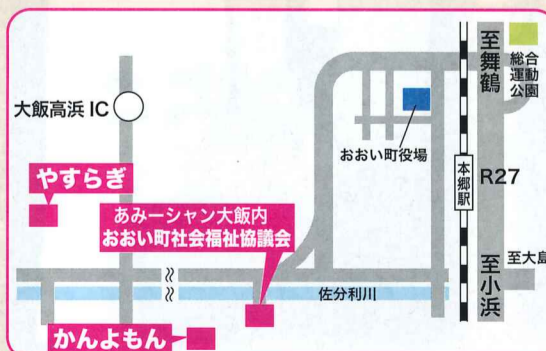 至舞鶴
総合
運動
公園
大飯高浜 IC
おおい町役場
本郷駅
R27
やすらぎ
あみーシャン大飯内
おおい町社会福祉協議会
至大島
至小浜
佐分利川
かんよもん